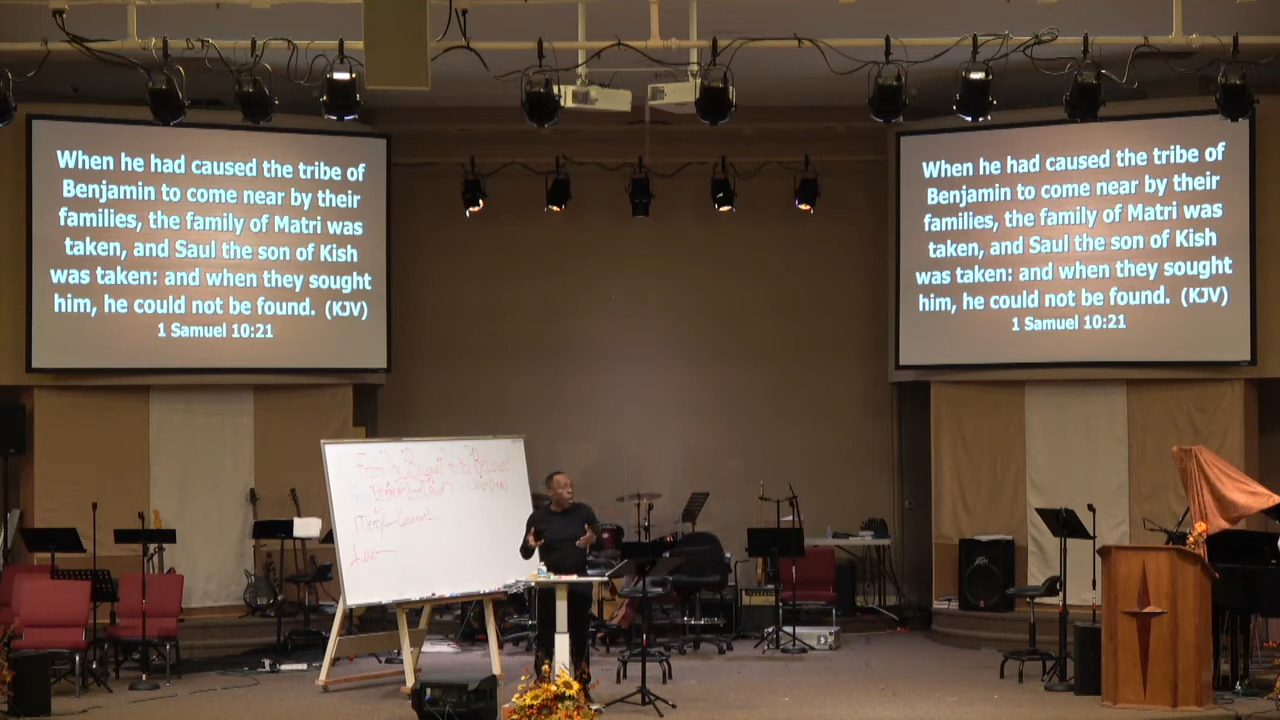 When he had caused the tribe of
Benjamin to come near by their
families, the family of Matri was
taken, and Saul the son of Kish
was taken: and when they sought
him, he could not be found. (KJV)
1 Samuel 10:21
When he had caused the tribe of
Benjamin to come near by their
families, the family of Matri was
taken, and Saul the son of Kish
was taken: and when they sought
him, he could not be found. (KJV)
1 Samuel 10:21
From
Mercy